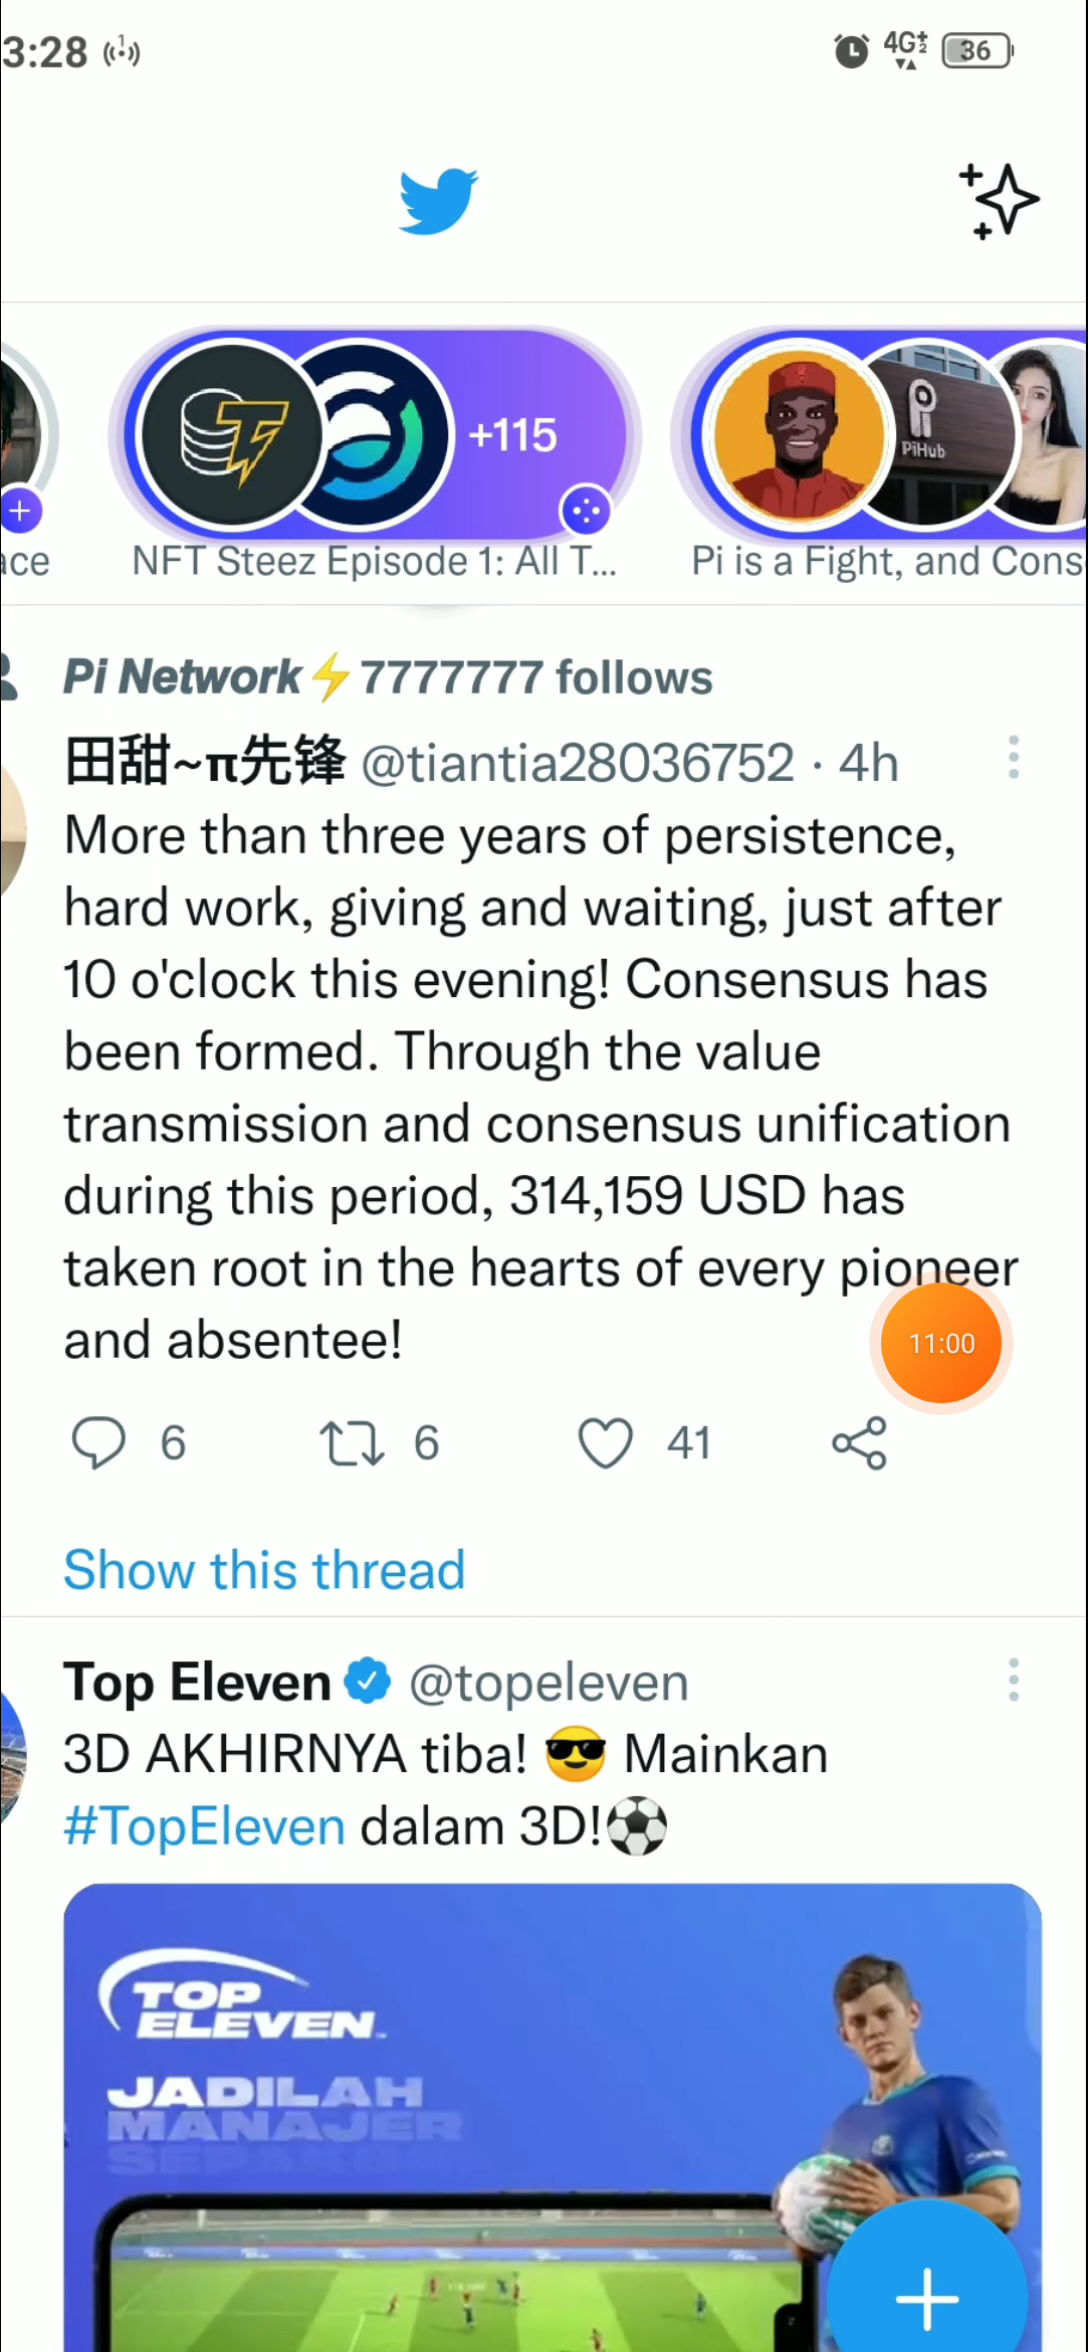 3:28
4G
36
+115
PiHub
ace
NFT Steez Episode 1: All T...
Pi is a Fight, and Cons
Pi Network⚡7777777 follows
田甜~π先锋 @tiantia28036752 · 4h
More than three years of persistence,
hard work, giving and waiting, just after
10 o'clock this evening! Consensus has
been formed. Through the value
transmission and consensus unification
during this period, 314,159 USD has
taken root in the hearts of every pioneer
and absentee!
11:00
6
6
41
Show this thread
Top Eleven @topeleven
3D AKHIRNYA tiba! 😎 Mainkan
#TopEleven dalam 3D!⚽
TOP
ELEVEN
JADILAH
MANAJER